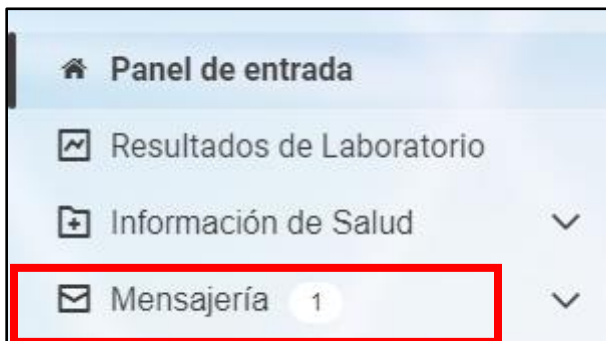 Panel de entrada
Resultados de Laboratorio
Información de Salud
Mensajería 1